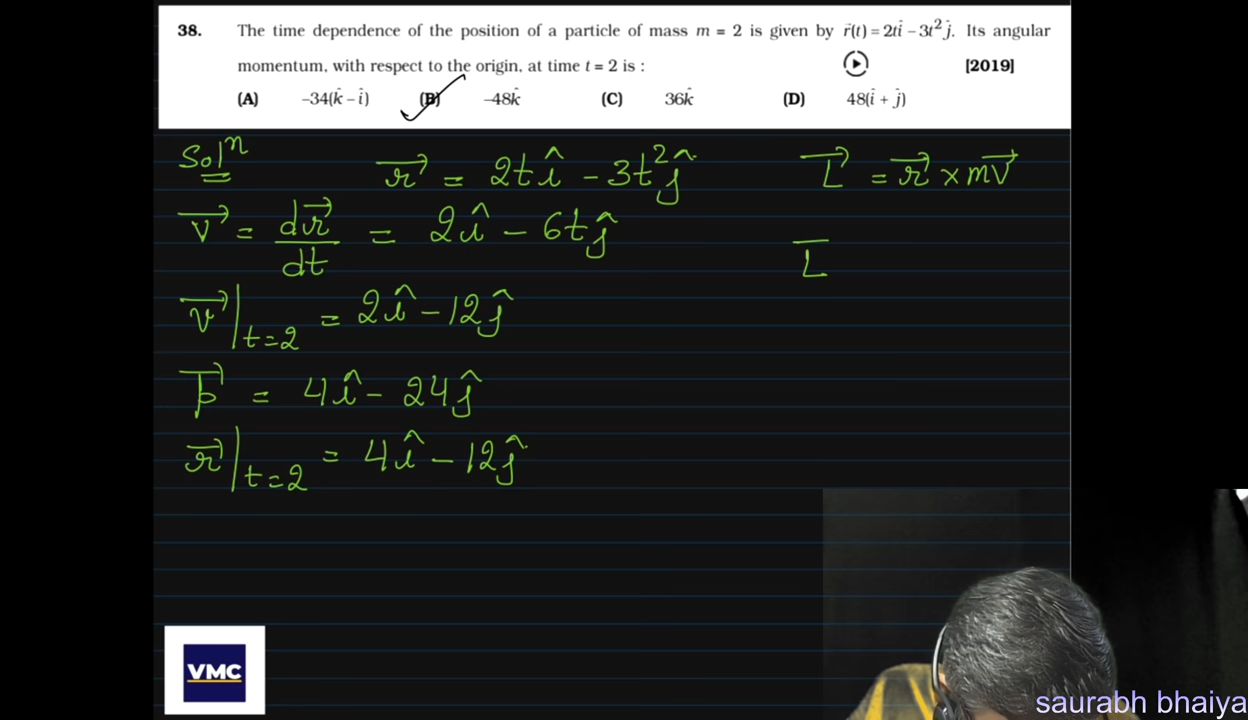 38. The time dependence of the position of a particle of mass m = 2 is given by r⃗(t) = 2tî – 3t² ĵ. Its angular
momentum, with respect to the origin, at time t = 2 is : [2019]
(A) –34(k̂ – î) (B) –48k̂ (C) 36k̂ (D) 48(î + ĵ)
Solⁿ r⃗ = 2tî – 3t²ĵ L⃗ = r⃗ × mv⃗
v⃗ = dr⃗/dt = 2î – 6tĵ L
v⃗|t=2 = 2î – 12ĵ
p⃗ = 4î – 24ĵ
r⃗|t=2 = 4î – 12ĵ
VMC
saurabh bhaiya